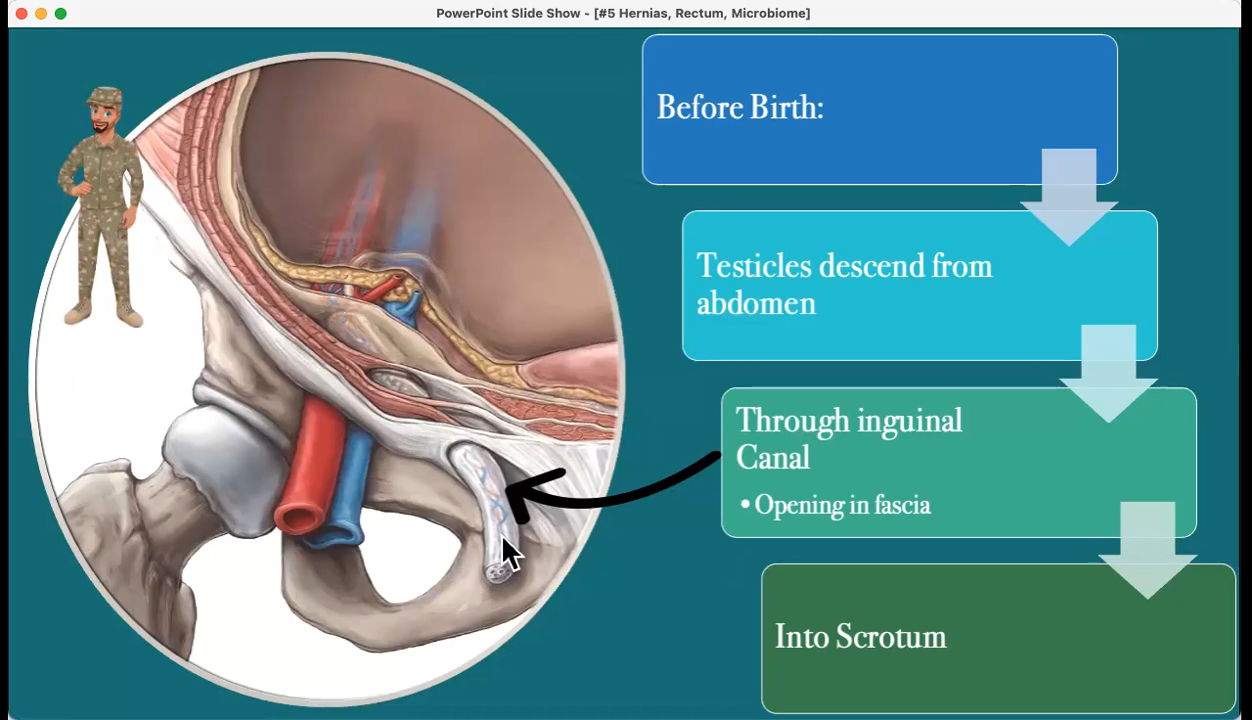 PowerPoint Slide Show - [#5 Hernias, Rectum, Microbiome]
Before Birth:
Testicles descend from
abdomen
Through inguinal
Canal
• Opening in fascia
Into Scrotum